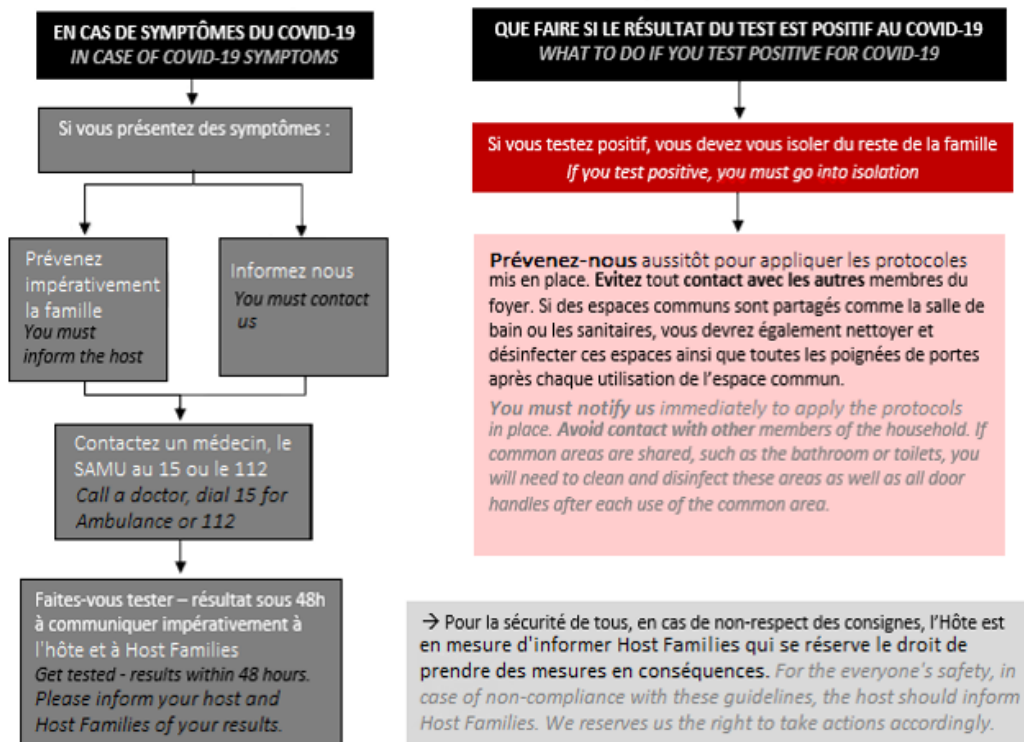 EN CAS DE SYMPTÔMES DU COVID-19
IN CASE OF COVID-19 SYMPTOMS
Si vous présentez des symptômes :
Prévenez
impérativement
la famille
You must
inform the host
Informez nous
You must contact
us
Contactez un médecin, le
SAMU au 15 ou le 112
Call a doctor, dial 15 for
Ambulance or 112
Faites-vous tester – résultat sous 48h
à communiquer impérativement à
l'hôte et à Host Families
Get tested - results within 48 hours.
Please inform your host and
Host Families of your results.
QUE FAIRE SI LE RÉSULTAT DU TEST EST POSITIF AU COVID-19
WHAT TO DO IF YOU TEST POSITIVE FOR COVID-19
Si vous testez positif, vous devez vous isoler du reste de la famille
If you test positive, you must go into isolation
Prévenez-nous aussitôt pour appliquer les protocoles
mis en place. Evitez tout contact avec les autres membres du
foyer. Si des espaces communs sont partagés comme la salle de
bain ou les sanitaires, vous devrez également nettoyer et
désinfecter ces espaces ainsi que toutes les poignées de portes
après chaque utilisation de l'espace commun.
You must notify us immediately to apply the protocols
in place. Avoid contact with other members of the household. If
common areas are shared, such as the bathroom or toilets, you
will need to clean and disinfect these areas as well as all door
handles after each use of the common area.
→ Pour la sécurité de tous, en cas de non-respect des consignes, l'Hôte est
en mesure d'informer Host Families qui se réserve le droit de
prendre des mesures en conséquences. For the everyone's safety, in
case of non-compliance with these guidelines, the host should inform
Host Families. We reserves us the right to take actions accordingly.